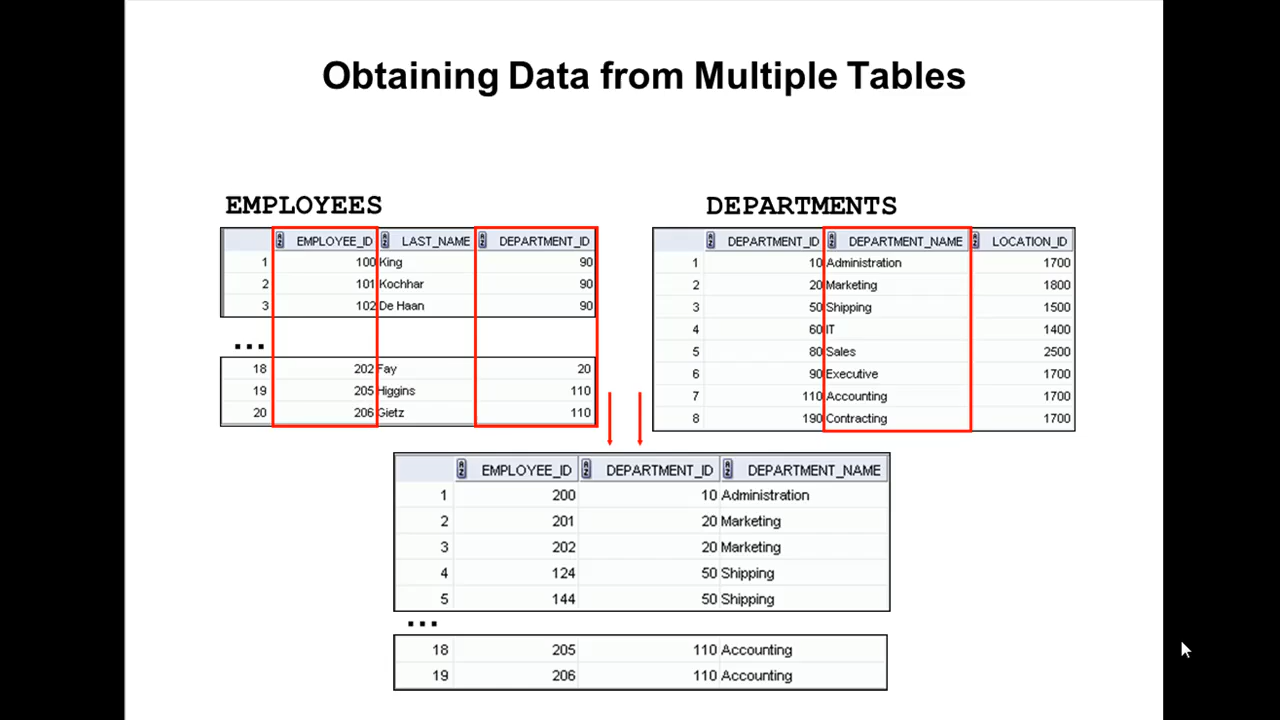 Obtaining Data from Multiple Tables
EMPLOYEES
EMPLOYEE_ID LAST_NAME DEPARTMENT_ID
1 100 King 90
2 101 Kochhar 90
3 102 De Haan 90
...
18 202 Fay 20
19 205 Higgins 110
20 206 Gietz 110
DEPARTMENTS
DEPARTMENT_ID DEPARTMENT_NAME LOCATION_ID
1 10 Administration 1700
2 20 Marketing 1800
3 50 Shipping 1500
4 60 IT 1400
5 80 Sales 2500
6 90 Executive 1700
7 110 Accounting 1700
8 190 Contracting 1700
EMPLOYEE_ID DEPARTMENT_ID DEPARTMENT_NAME
1 200 10 Administration
2 201 20 Marketing
3 202 20 Marketing
4 124 50 Shipping
5 144 50 Shipping
...
18 205 110 Accounting
19 206 110 Accounting